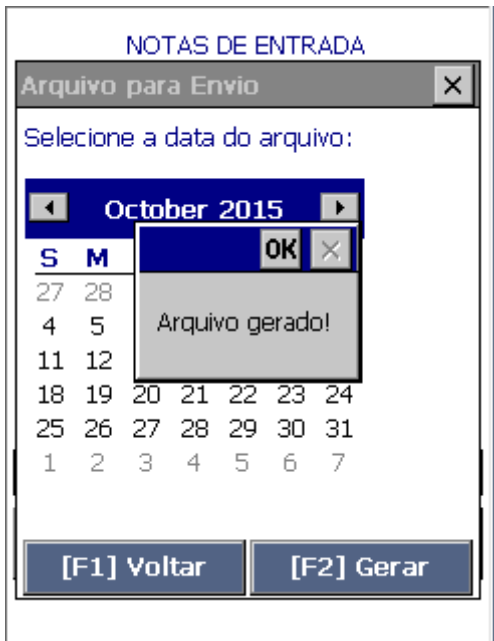 NOTAS DE ENTRADA
Arquivo para Envio
Selecione a data do arquivo:
October 2015
OK
S M
27 28
Arquivo gerado!
4 5
11 12
18 19 20 21 22 23 24
25 26 27 28 29 30 31
1 2 3 4 5 6 7
[F1] Voltar [F2] Gerar